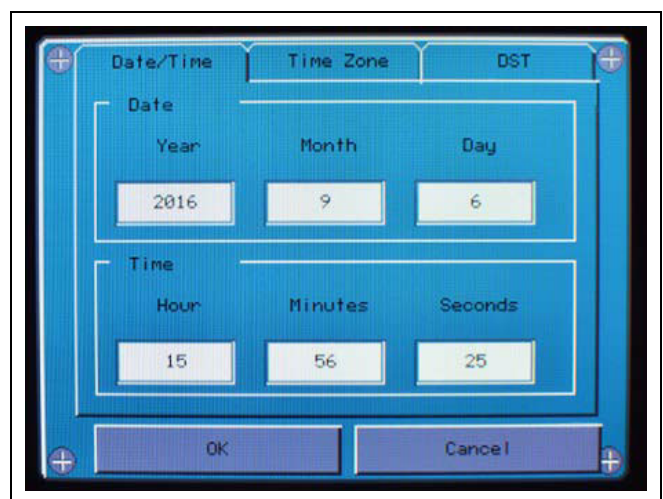 Date/Time Time Zone DST
Date
Year Month Day
2016 9 6
Time
Hour Minutes Seconds
15 56 25
OK Cancel